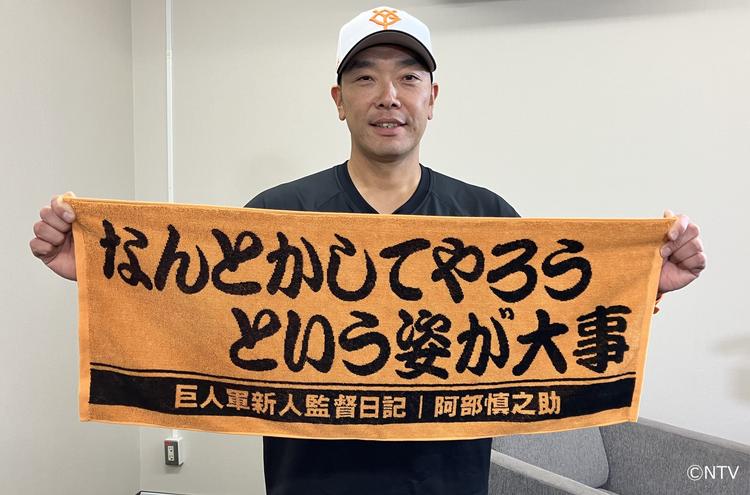 なんとかしてやろう
という姿が大事
巨人軍新人監督日記|阿部慎之助
©NTV